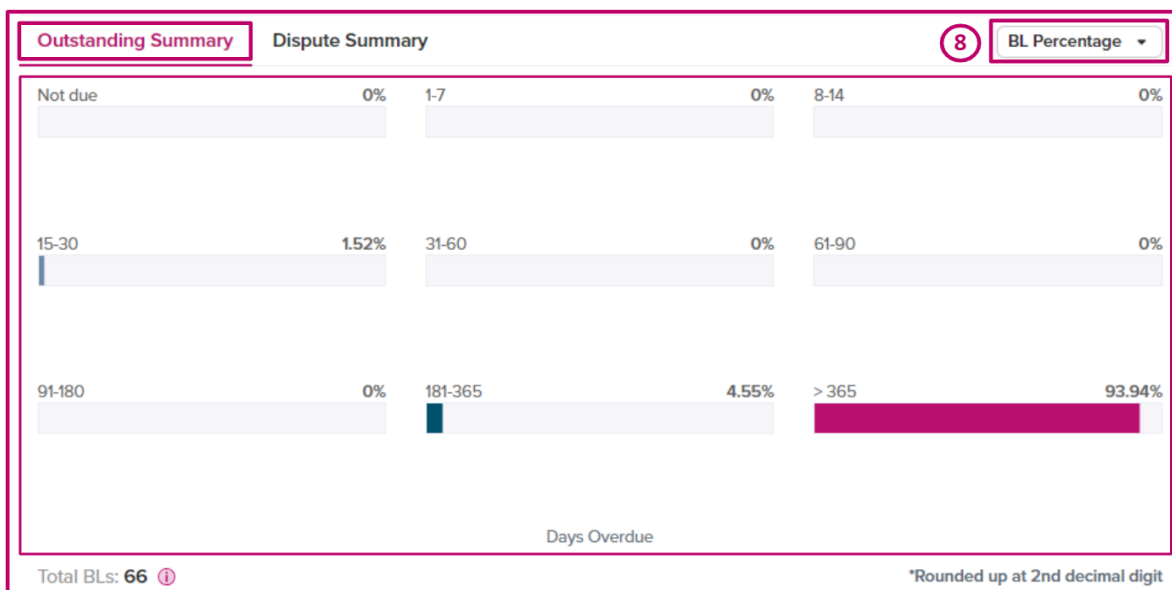 Outstanding Summary Dispute Summary 8 BL Percentage
Not due 0% 1-7 0% 8-14 0%
15-30 1.52% 31-60 0% 61-90 0%
91-180 0% 181-365 4.55% > 365 93.94%
Days Overdue
Total BLs: 66 i *Rounded up at 2nd decimal digit